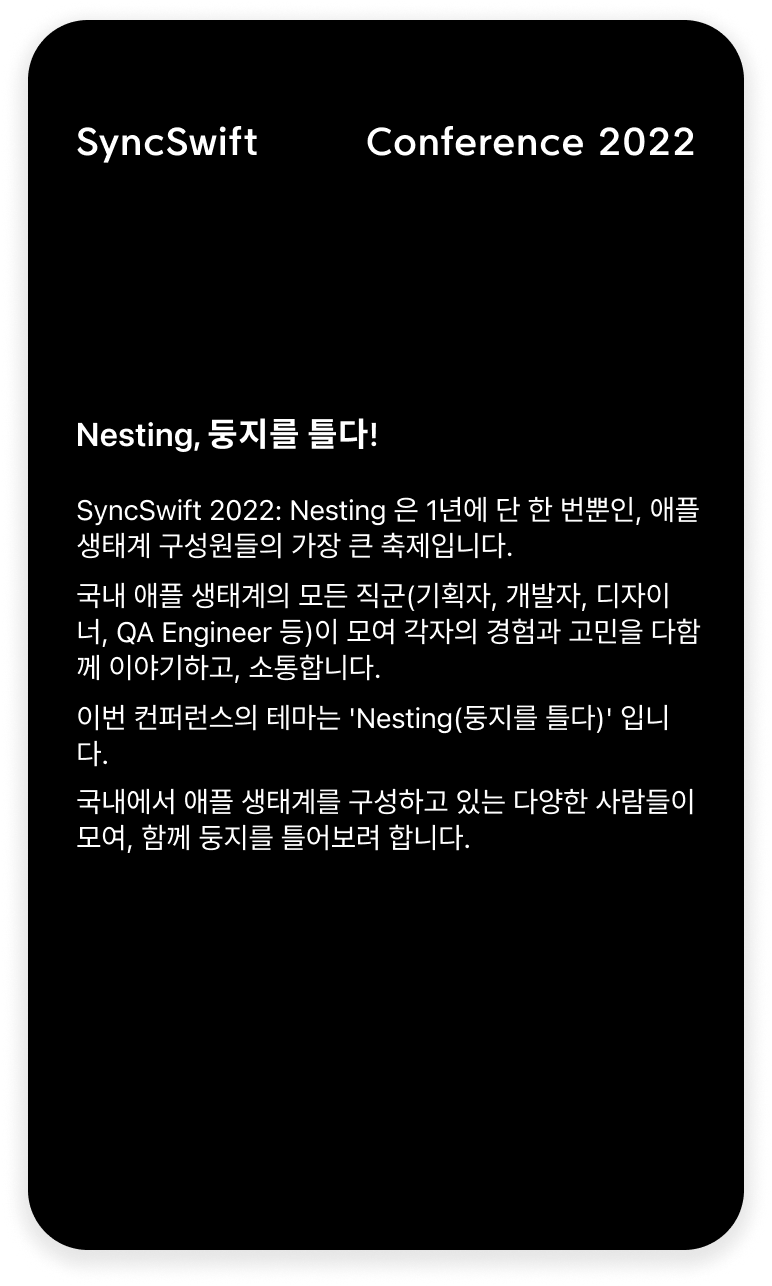 SyncSwift Conference 2022
Nesting, 둥지를 틀다!
SyncSwift 2022: Nesting 은 1년에 단 한 번뿐인, 애플
생태계 구성원들의 가장 큰 축제입니다.
국내 애플 생태계의 모든 직군(기획자, 개발자, 디자이
너, QA Engineer 등)이 모여 각자의 경험과 고민을 다함
께 이야기하고, 소통합니다.
이번 컨퍼런스의 테마는 'Nesting(둥지를 틀다)' 입니
다.
국내에서 애플 생태계를 구성하고 있는 다양한 사람들이
모여, 함께 둥지를 틀어보려 합니다.